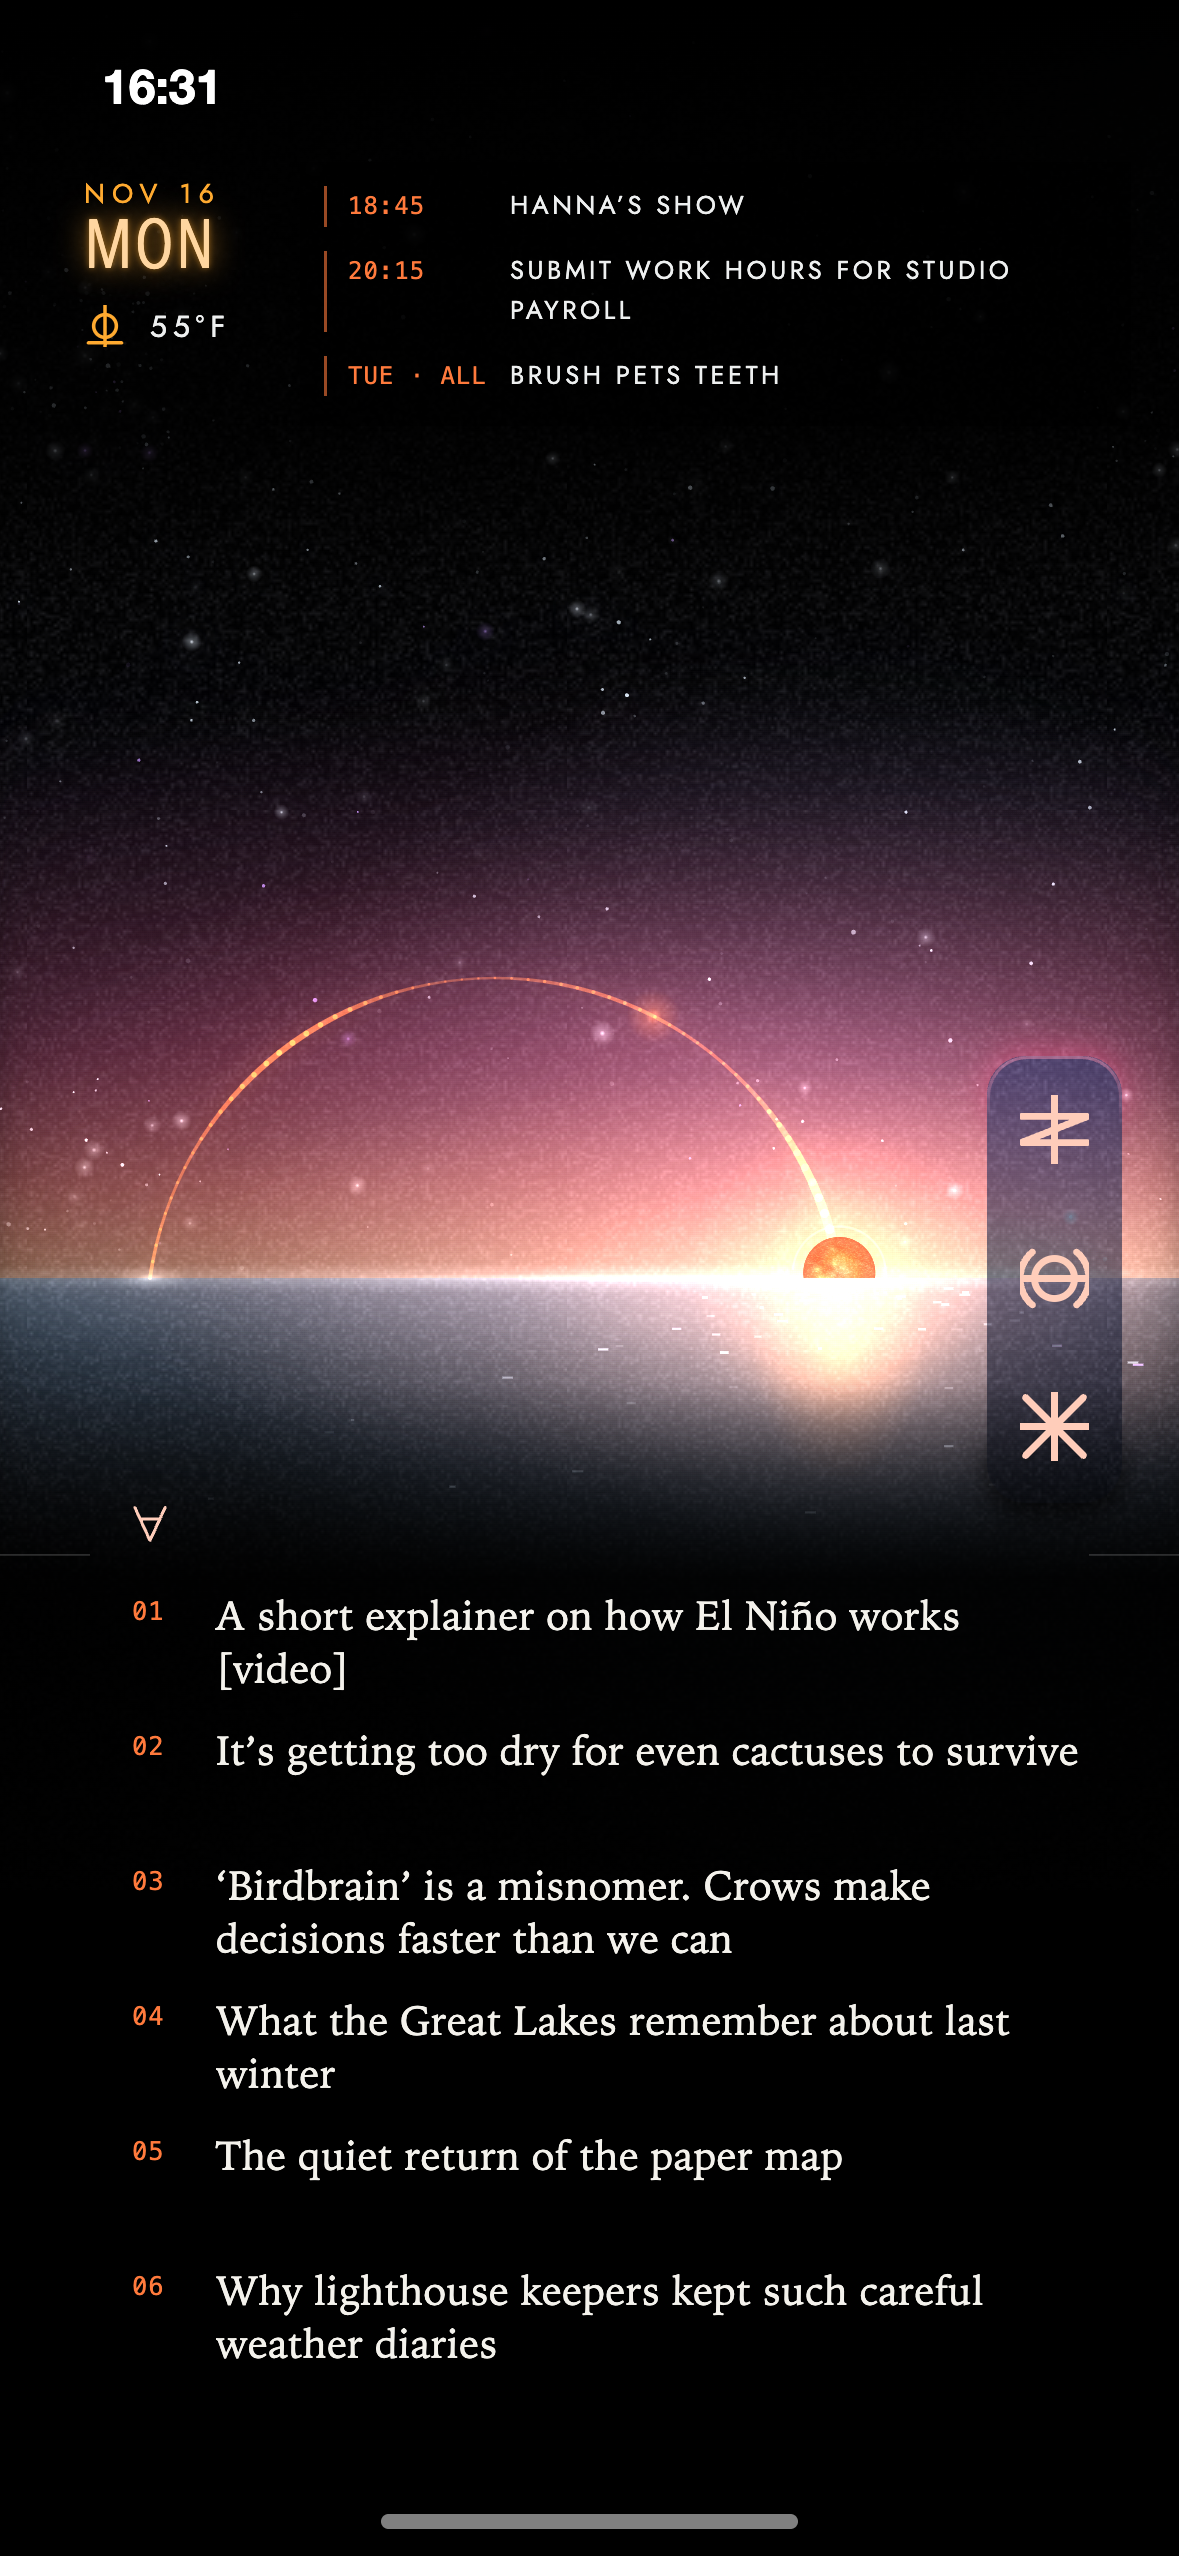 16:31
NOV 16
MON
55°F
18:45 HANNA’S SHOW
20:15 SUBMIT WORK HOURS FOR STUDIO
PAYROLL
TUE · ALL BRUSH PETS TEETH
∀
01 A short explainer on how El Niño works
[video]
02 It’s getting too dry for even cactuses to survive
03 ‘Birdbrain’ is a misnomer. Crows make
decisions faster than we can
04 What the Great Lakes remember about last
winter
05 The quiet return of the paper map
06 Why lighthouse keepers kept such careful
weather diaries